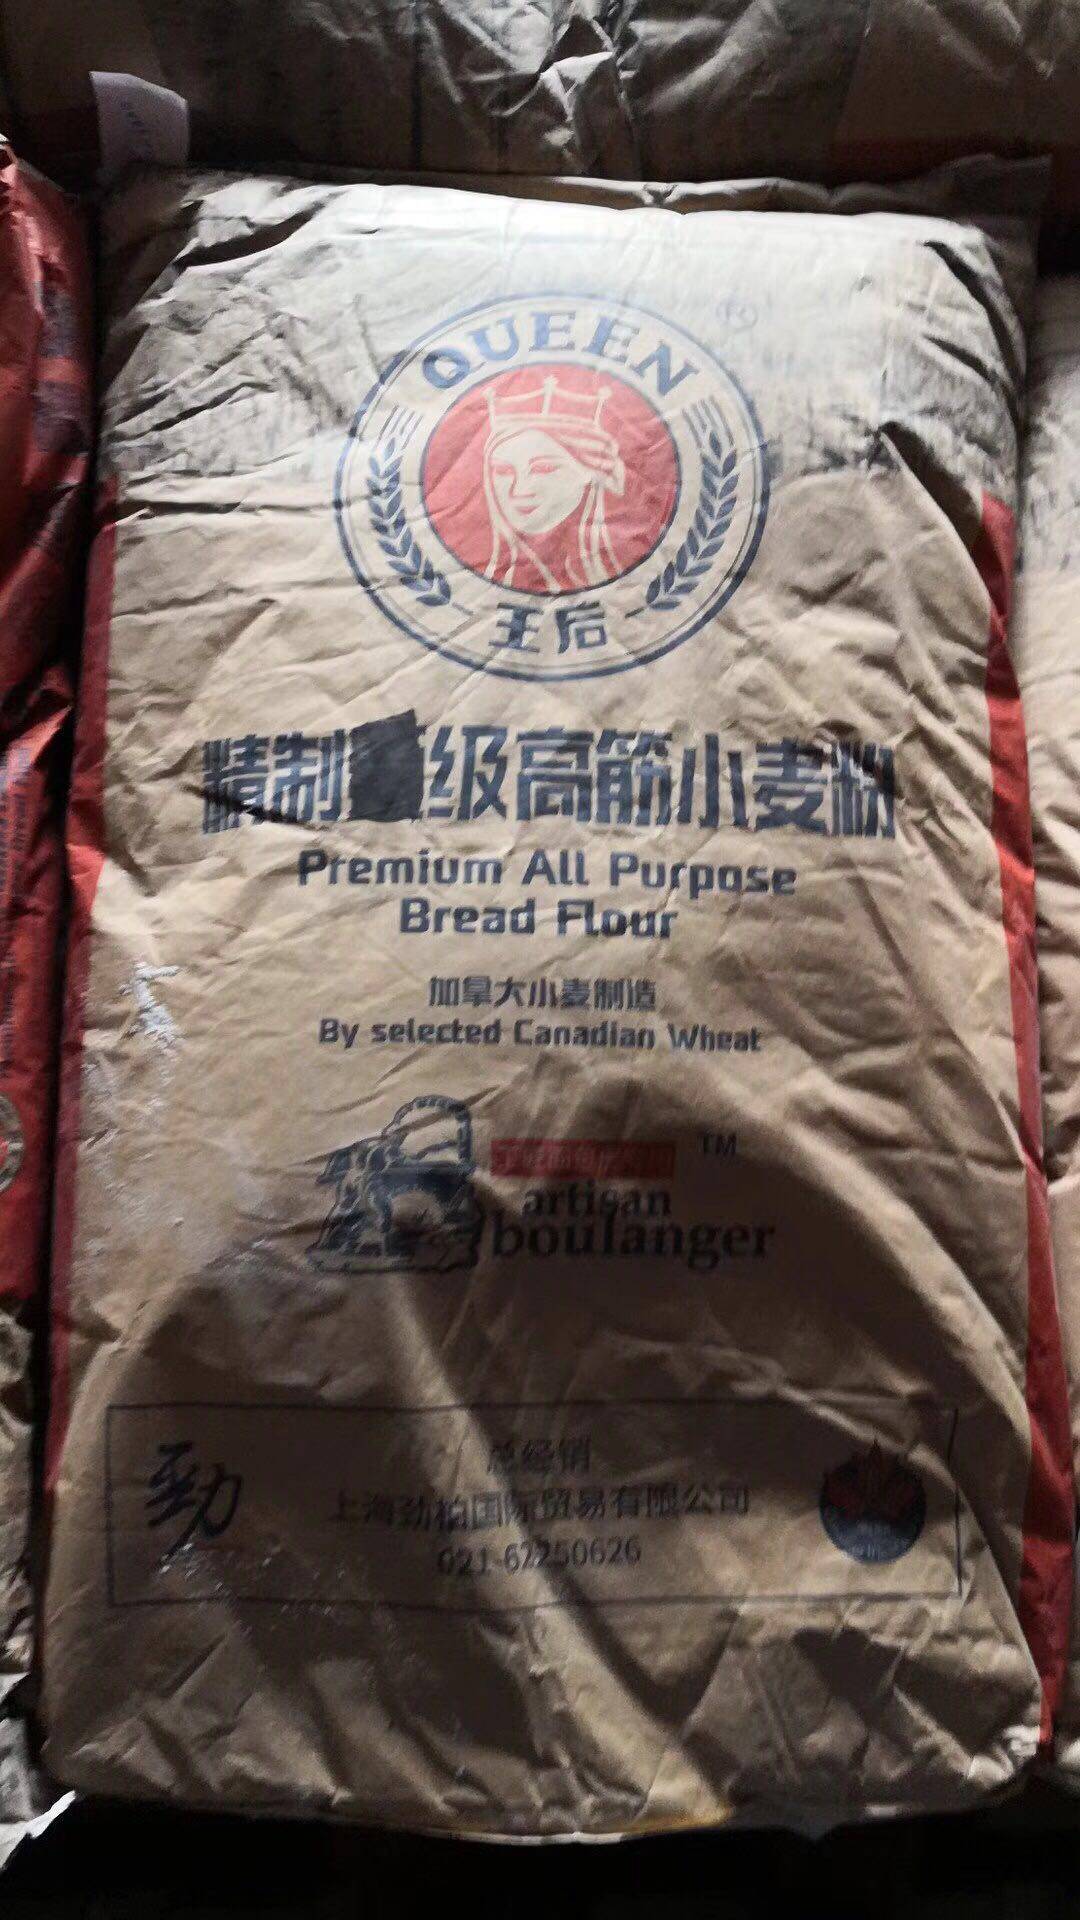 QUEEN
®
王后
精制 级高筋小麦粉
Premium All Purpose
Bread Flour
加拿大小麦制造
By selected Canadian Wheat
TM
artisan
boulanger
劲
总经销
上海劲柏国际贸易有限公司
021-62250626